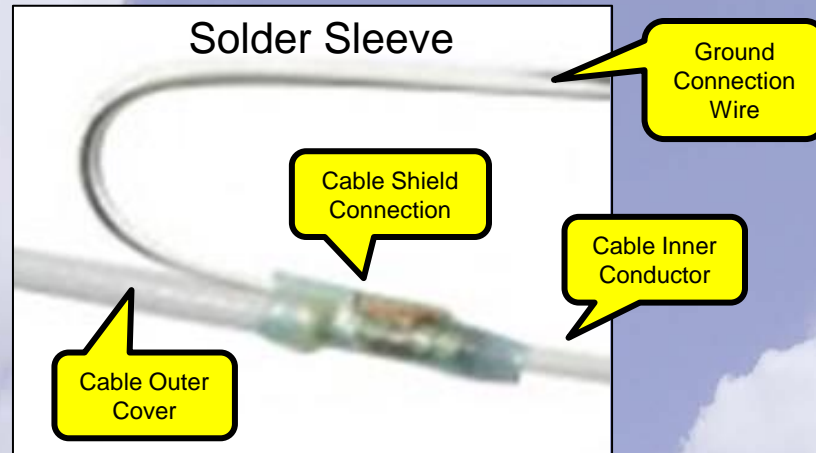 Solder Sleeve
Ground
Connection
Wire
Cable Shield
Connection
Cable Inner
Conductor
Cable Outer
Cover